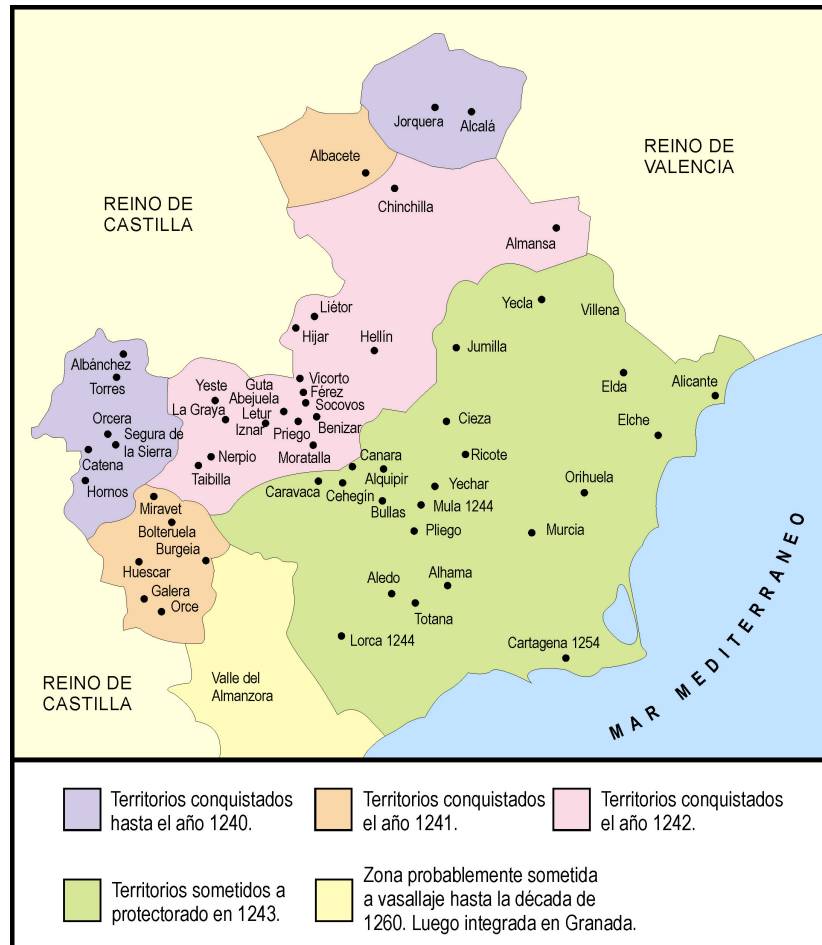 Jorquera
Alcalá
REINO DE
VALENCIA
Albacete
REINO DE
CASTILLA
Chinchilla
Almansa
Yecla
Villena
Liétor
Hijar
Hellín
Jumilla
Albánchez
Torres
Yeste
Guta
Abejuela
Vicorto
Férez
Socovos
La Graya
Letur
Iznar
Priego
Benizar
Elda
Alicante
Orcera
Segura de
la Sierra
Cieza
Elche
Catena
Hornos
Nerpio
Taibilla
Moratalla
Canara
Ricote
Caravaca
Cehegín
Alquipir
Yechar
Orihuela
Miravet
Bolteruela
Burgeia
Bullas
Mula 1244
Pliego
Murcia
Huescar
Galera
Orce
Aledo
Alhama
Totana
Lorca 1244
Cartagena 1254
REINO DE
CASTILLA
Valle del
Almanzora
MAR MEDITERRANEO
Territorios conquistados
hasta el año 1240.
Territorios conquistados
el año 1241.
Territorios conquistados
el año 1242.
Territorios sometidos a
protectorado en 1243.
Zona probablemente sometida
a vasallaje hasta la década de
1260. Luego integrada en Granada.